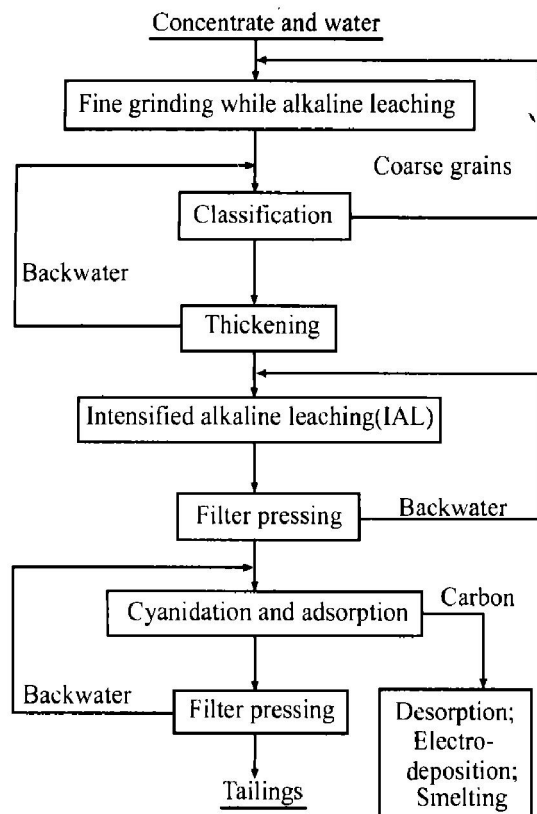 Concentrate and water
Fine grinding while alkaline leaching
Coarse grains
Classification
Backwater
Thickening
Intensified alkaline leaching(IAL)
Backwater
Filter pressing
Carbon
Cyanidation and adsorption
Backwater
Filter pressing
Desorption;
Electro-
deposition;
Smelting
Tailings